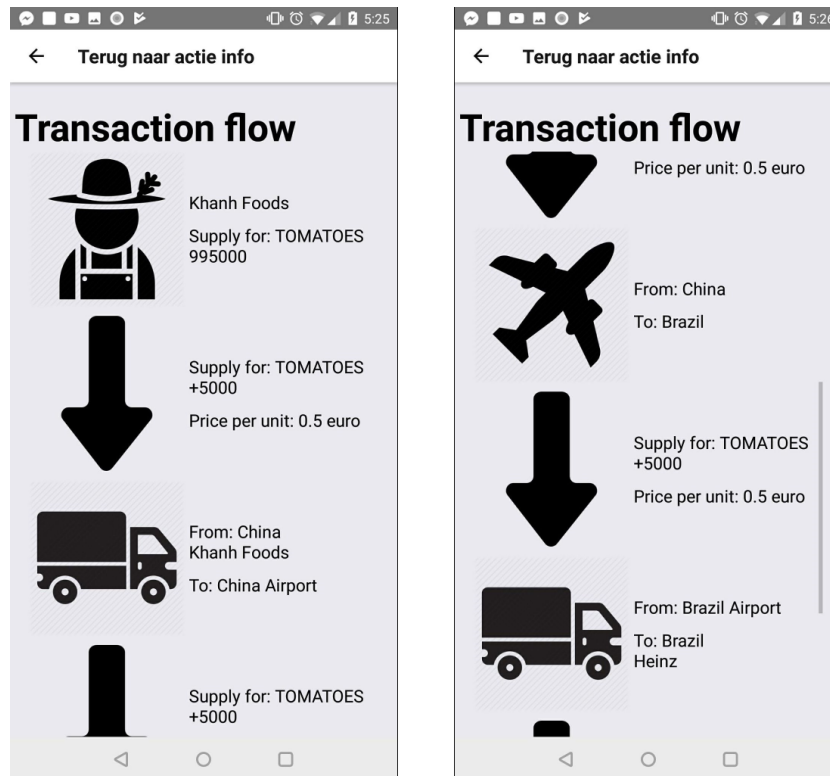 5:25
Terug naar actie info
Transaction flow
Khanh Foods
Supply for: TOMATOES
995000
Supply for: TOMATOES
+5000
Price per unit: 0.5 euro
From: China
Khanh Foods
To: China Airport
Supply for: TOMATOES
+5000
5:26
Terug naar actie info
Transaction flow
Price per unit: 0.5 euro
From: China
To: Brazil
Supply for: TOMATOES
+5000
Price per unit: 0.5 euro
From: Brazil Airport
To: Brazil
Heinz